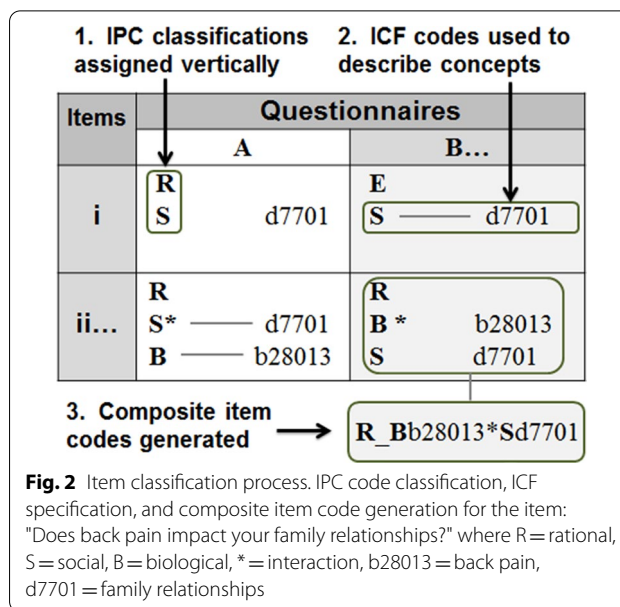 1. IPC classifications
assigned vertically
2. ICF codes used to
describe concepts
Items
Questionnaires
A
B...
i
R
S d7701
E
S d7701
ii...
R
S* d7701
B b28013
R
B * b28013
S d7701
3. Composite item
codes generated
R_Bb28013*Sd7701
Fig. 2 Item classification process. IPC code classification, ICF
specification, and composite item code generation for the item:
"Does back pain impact your family relationships?" where R = rational,
S = social, B = biological, * = interaction, b28013 = back pain,
d7701 = family relationships